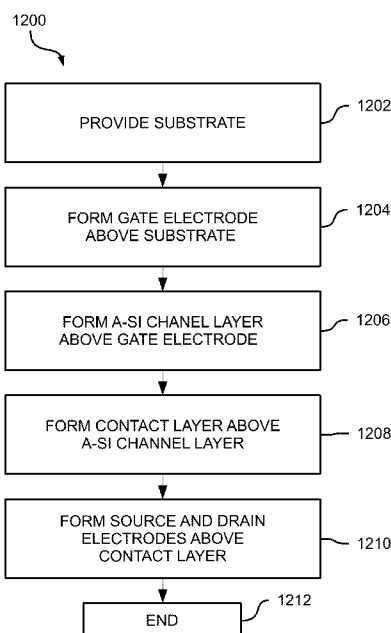 1200
PROVIDE SUBSTRATE
1202
FORM GATE ELECTRODE
ABOVE SUBSTRATE
1204
FORM A-SI CHANEL LAYER
ABOVE GATE ELECTRODE
1206
FORM CONTACT LAYER ABOVE
A-SI CHANNEL LAYER
1208
FORM SOURCE AND DRAIN
ELECTRODES ABOVE
CONTACT LAYER
1210
END
1212